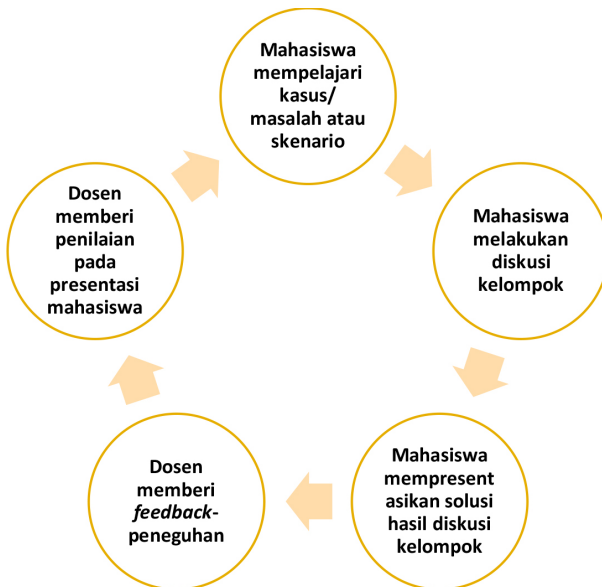 Mahasiswa
mempelajari
kasus/
masalah atau
skenario
Mahasiswa
melakukan
diskusi
kelompok
Mahasiswa
mempresent
asikan solusi
hasil diskusi
kelompok
Dosen
memberi
feedback-
peneguhan
Dosen
memberi
penilaian
pada
presentasi
mahasiswa